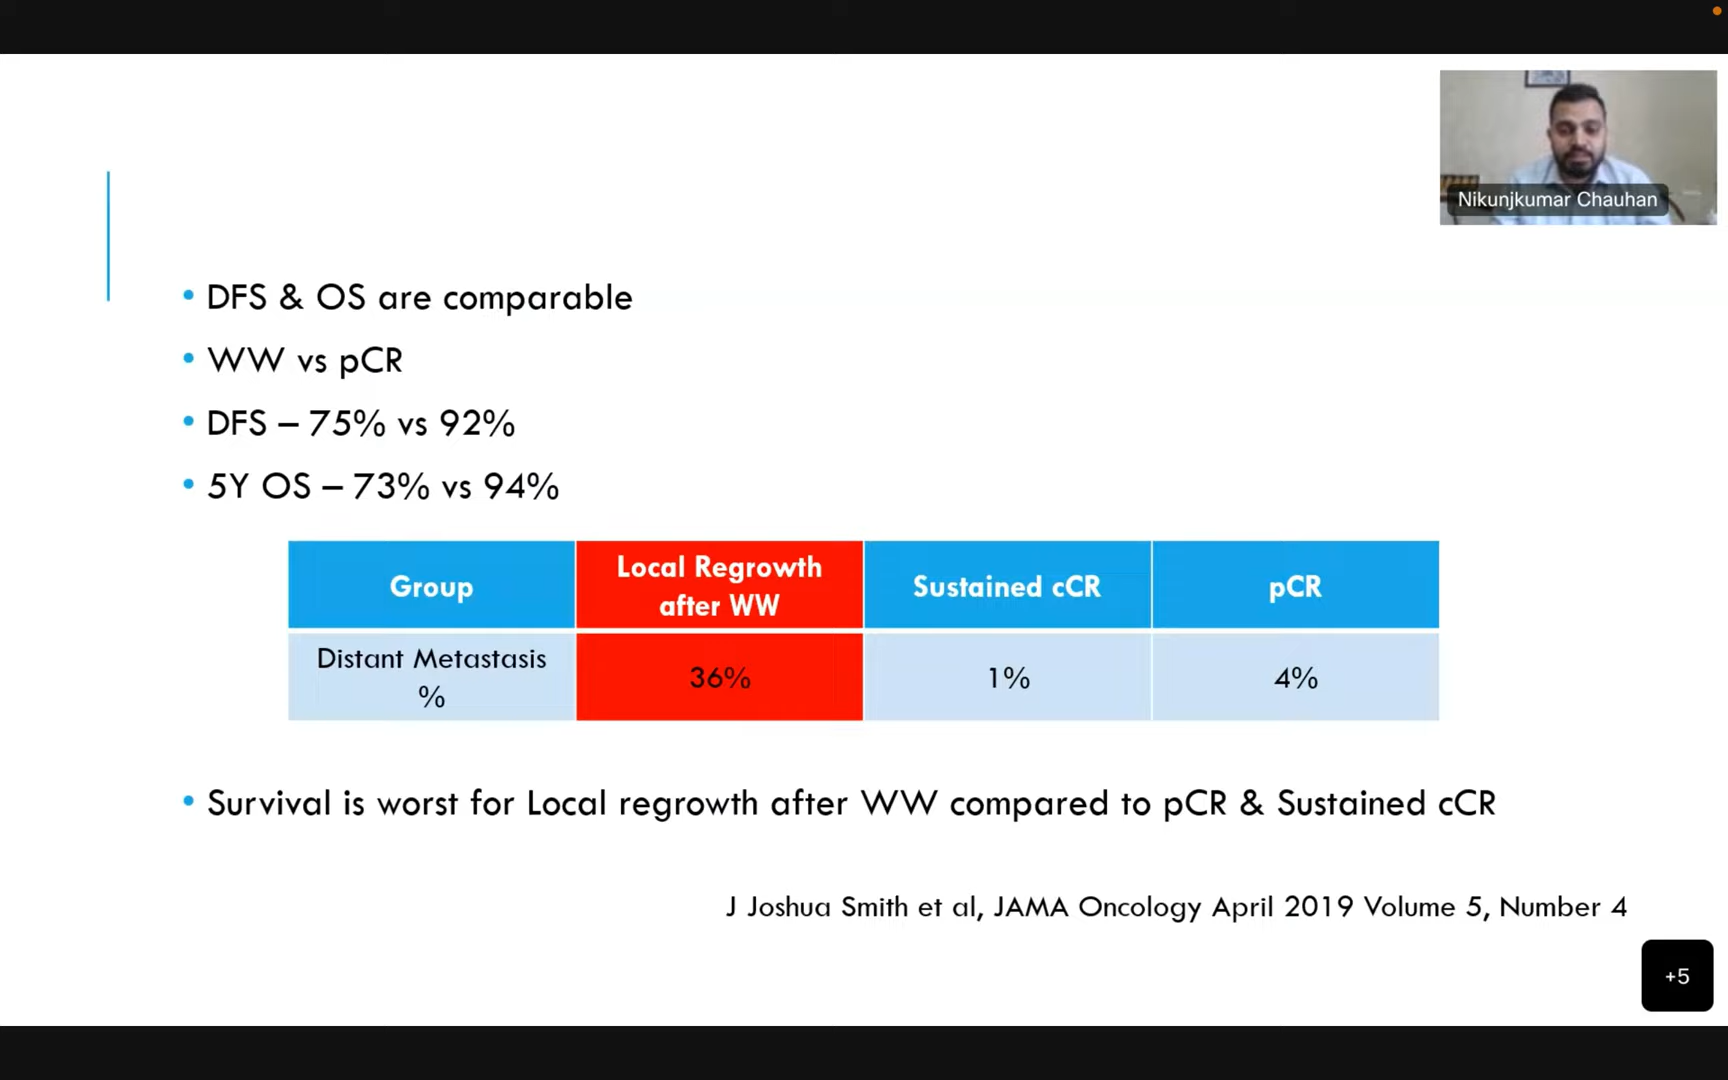 Nikunjkumar Chauhan
• DFS & OS are comparable
• WW vs pCR
• DFS – 75% vs 92%
• 5Y OS – 73% vs 94%
Group
Local Regrowth
after WW
Sustained cCR
pCR
Distant Metastasis
%
36%
1%
4%
• Survival is worst for Local regrowth after WW compared to pCR & Sustained cCR
J Joshua Smith et al, JAMA Oncology April 2019 Volume 5, Number 4
+5